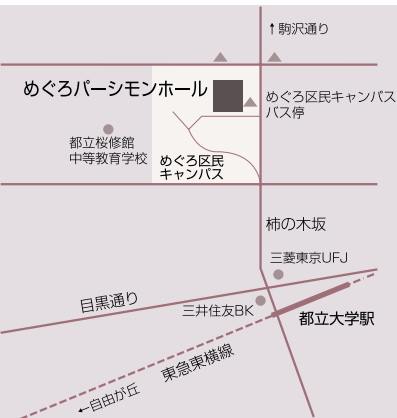 ↑駒沢通り
めぐろパーシモンホール
めぐろ区民キャンパス
バス停
都立桜修館
中等教育学校
めぐろ区民
キャンパス
柿の木坂
三菱東京UFJ
目黒通り
三井住友BK
都立大学駅
東急東横線
←自由が丘